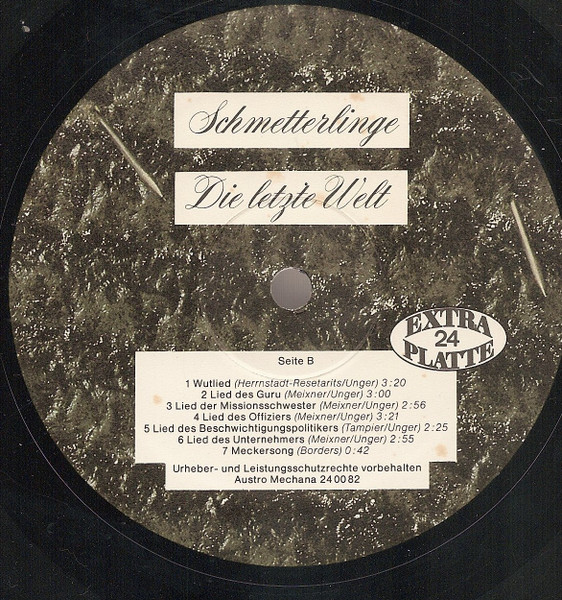 Schmetterlinge
Die letzte Welt
EXTRA
24
PLATTE
Seite B
1 Wutlied (Herrnstadt-Resetarits/Unger) 3:20
2 Lied des Guru (Meixner/Unger) 3:00
3 Lied der Missionsschwester (Meixner/Unger) 2:56
4 Lied des Offiziers (Meixner/Unger) 3:21
5 Lied des Beschwichtigungspolitikers (Tampier/Unger) 2:25
6 Lied des Unternehmers (Meixner/Unger) 2:55
7 Meckersong (Borders) 0:42
Urheber- und Leistungsschutzrechte vorbehalten
Austro Mechana 240082